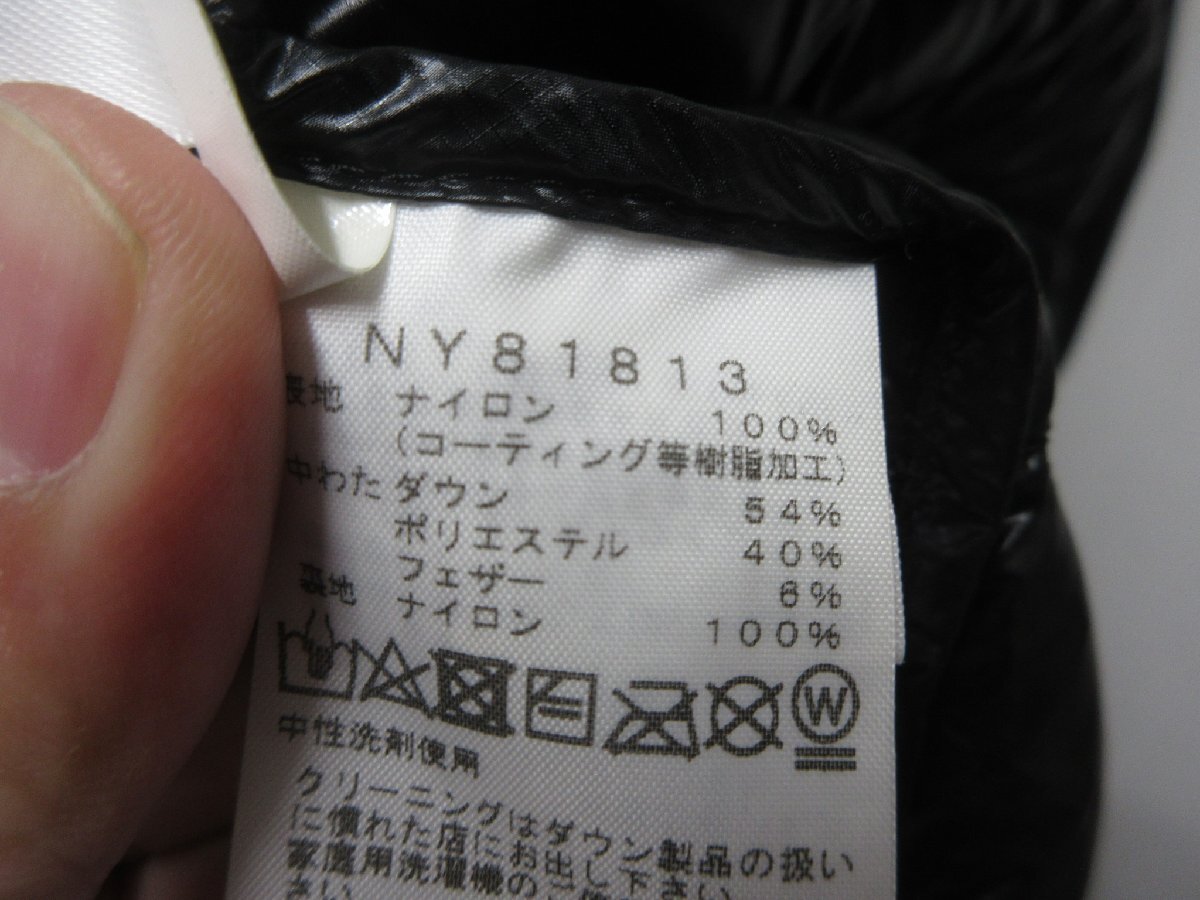 NY81813
表地 ナイロン 100%
(コーティング等樹脂加工)
中わた ダウン 54%
ポリエステル 40%
フェザー 6%
裏地 ナイロン 100%
W
中性洗剤使用
クリーニングはダウン製品の扱い
に慣れた店にお出し下さい
家庭用洗濯機のご使
さい